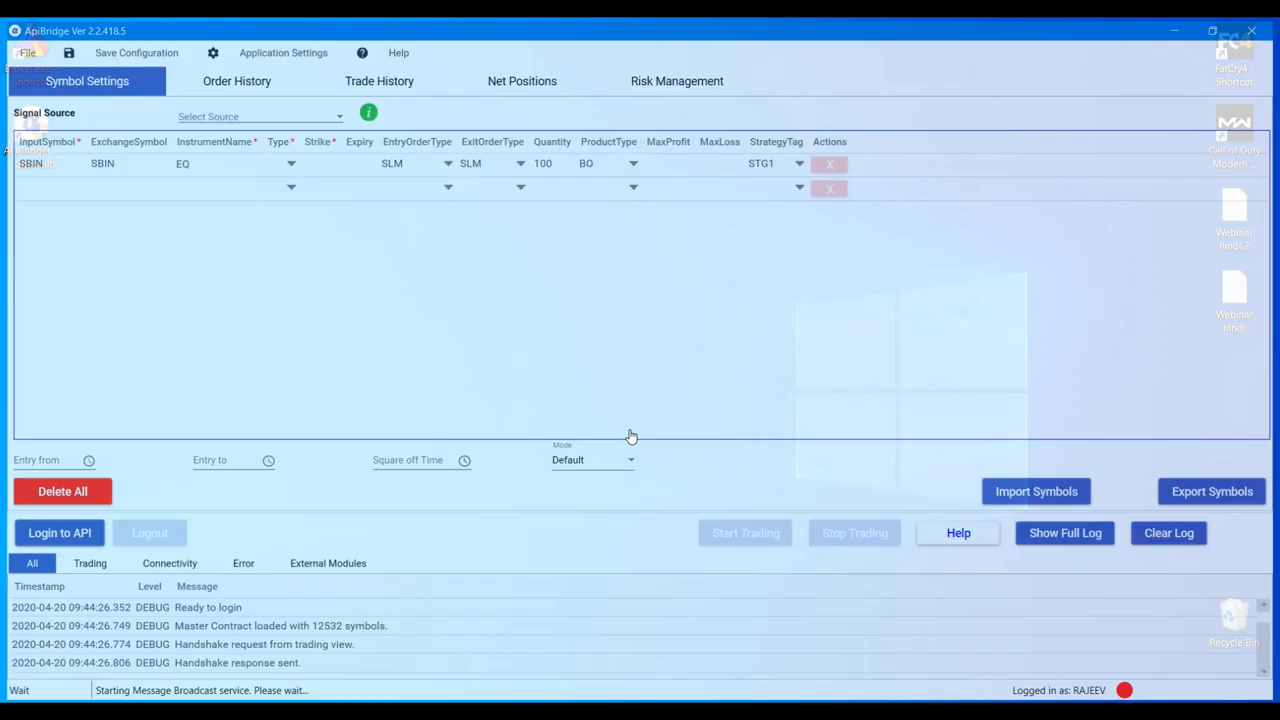 ApiBridge Ver 2.2.418.5
File Save Configuration Application Settings Help
Symbol Settings Order History Trade History Net Positions Risk Management
Signal Source Select Source
InputSymbol* ExchangeSymbol InstrumentName* Type* Strike* Expiry EntryOrderType ExitOrderType Quantity ProductType MaxProfit MaxLoss StrategyTag Actions
SBIN SBIN EQ SLM SLM 100 BO STG1 X
X
Mode
Entry from Entry to Square off Time Default
Delete All Import Symbols Export Symbols
Login to API Logout Start Trading Stop Trading Help Show Full Log Clear Log
All Trading Connectivity Error External Modules
Timestamp Level Message
2020-04-20 09:44:26.352 DEBUG Ready to login
2020-04-20 09:44:26.749 DEBUG Master Contract loaded with 12532 symbols.
2020-04-20 09:44:26.774 DEBUG Handshake request from trading view.
2020-04-20 09:44:26.806 DEBUG Handshake response sent.
Wait Starting Message Broadcast service. Please wait... Logged in as: RAJEEV
FC4
FarCry4 -
Shortcut
MW
Call of Duty
Modern ...
Webinar
hindi 2
Webinar
hindi
Recycle Bin